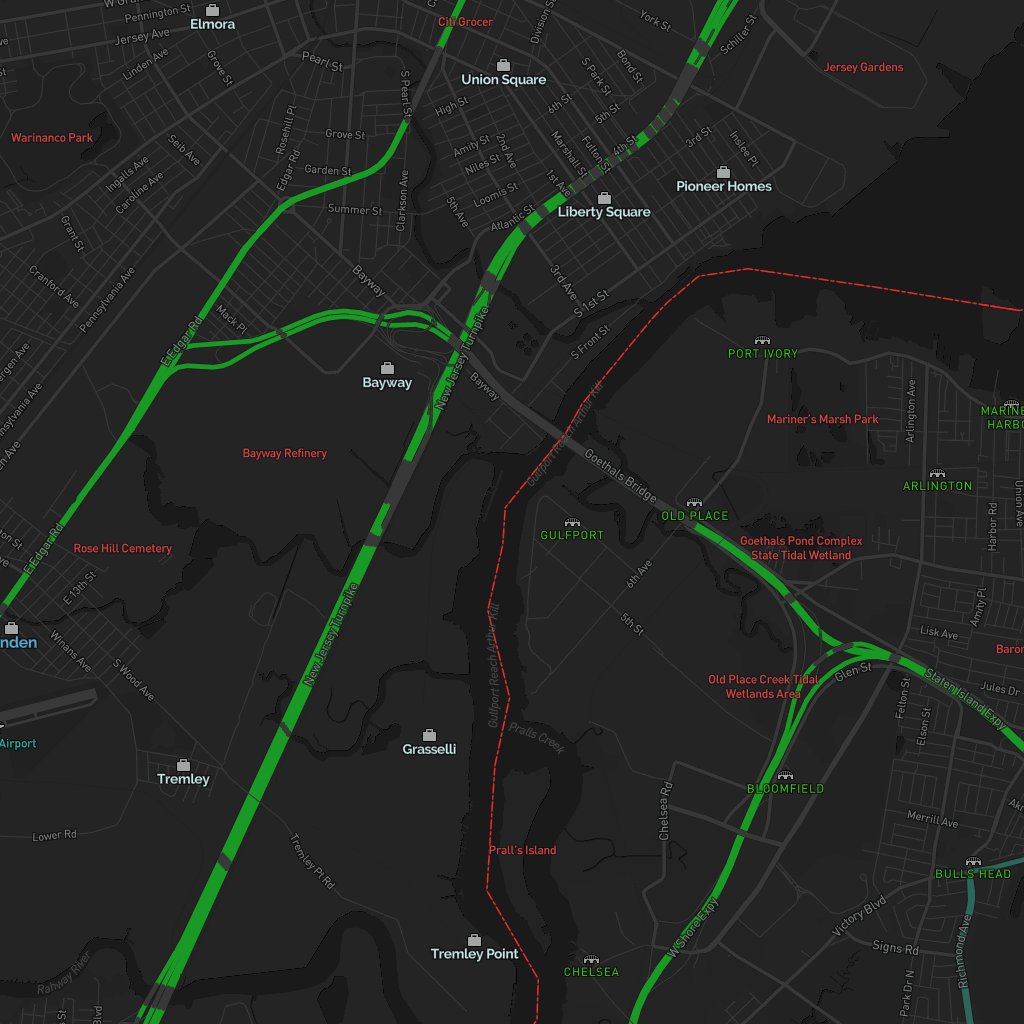 Pennington St
Elmora
Jersey Ave
Linden Ave
Grove St
Pearl St
Citi Grocer
Division St
York St
Schiller St
Union Square
S Park St
Bond St
Jersey Gardens
S Pearl St
High St
6th St
5th St
Warinanco Park
Seib Ave
Rosehill Pl
Grove St
Amity St
2nd Ave
Marshall St
Fulton St
4th St
3rd St
Inslee Pl
Ingalls Ave
Caroline Ave
Edgar Rd
Garden St
Niles St
Loomis St
1st Ave
Pioneer Homes
Clarkson Ave
Summer St
5th Ave
Atlantic St
Liberty Square
Grant St
Cranford Ave
Pennsylvania Ave
Bayway
3rd Ave
S 1st St
Mack Pl
E Edgar Rd
New Jersey Turnpike
S Front St
PORT IVORY
Bayway
Bayway
Arlington Ave
Mariner's Marsh Park
Gulfport Reach Arthur Kill
Bayway Refinery
Goethals Bridge
ARLINGTON
Union Ave
Harbor Rd
OLD PLACE
GULFPORT
Goethals Pond Complex
State Tidal Wetland
Rose Hill Cemetery
E Edgar Rd
E 13th St
6th Ave
5th St
Amity Pl
New Jersey Turnpike
Winans Ave
S Wood Ave
Gulfport Reach Arthur Kill
Lisk Ave
Glen St
Old Place Creek Tidal
Wetlands Area
Felton St
Elson St
Staten Island Expy
Jules Dr
Airport
Grasselli
Pralls Creek
Tremley
BLOOMFIELD
Chelsea Rd
Merrill Ave
Lower Rd
Tremley Pt Rd
Prall's Island
BULLS HEAD
Victory Blvd
Richmond Ave
W Shore Expy
Signs Rd
Tremley Point
CHELSEA
Rahway River
Park Dr N